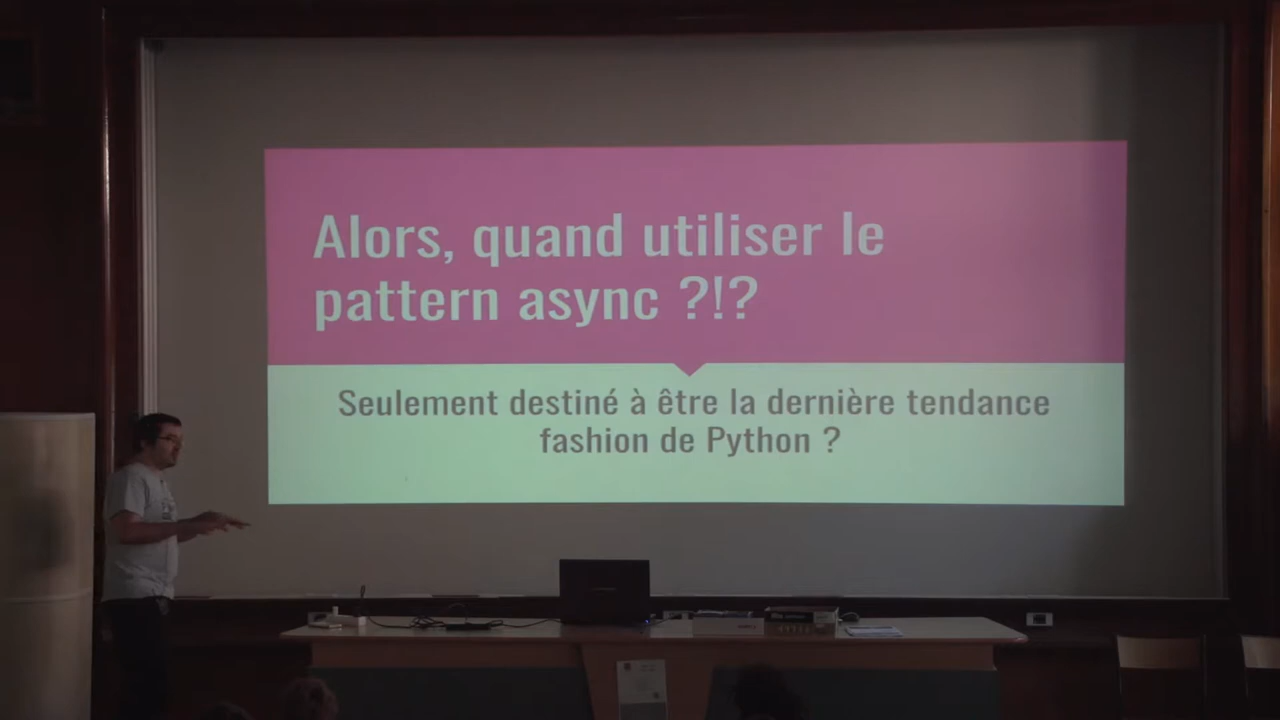 Alors, quand utiliser le
pattern async ?!?
Seulement destiné à être la dernière tendance
fashion de Python ?